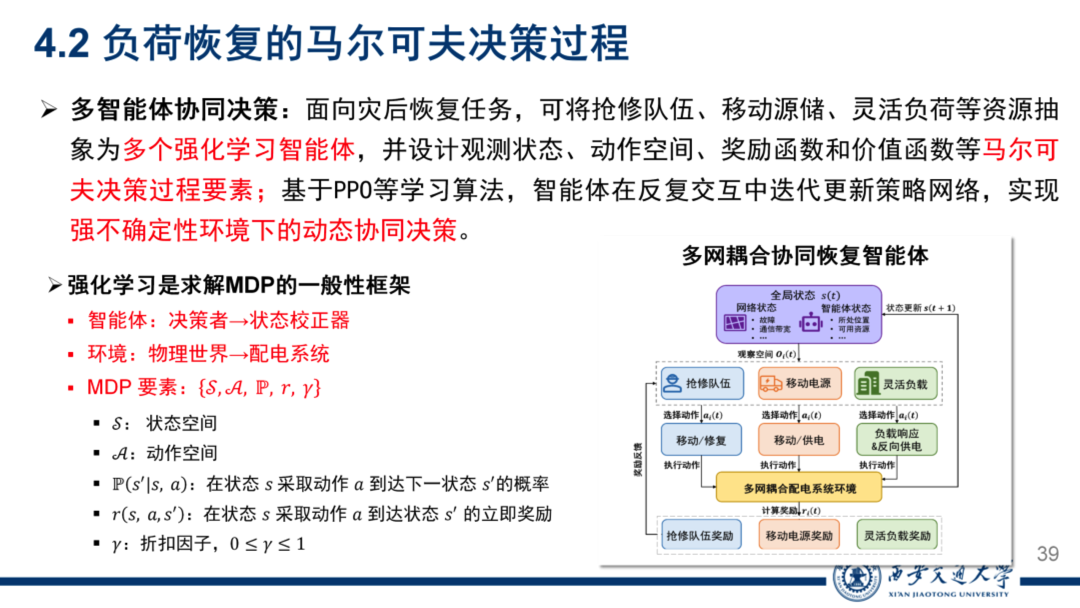 4.2 负荷恢复的马尔可夫决策过程
➢ 多智能体协同决策：面向灾后恢复任务，可将抢修队伍、移动源储、灵活负荷等资源抽
象为多个强化学习智能体，并设计观测状态、动作空间、奖励函数和价值函数等马尔可
夫决策过程要素；基于PPO等学习算法，智能体在反复交互中迭代更新策略网络，实现
强不确定性环境下的动态协同决策。
➢强化学习是求解MDP的一般性框架
▪ 智能体：决策者→状态校正器
▪ 环境：物理世界→配电系统
▪ MDP 要素：{𝒮, 𝒜, ℙ, r, γ}
▪ 𝒮： 状态空间
▪ 𝒜：动作空间
▪ ℙ(s′|s, a)：在状态 s 采取动作 a 到达下一状态 s′的概率
▪ r(s, a, s′)：在状态 s 采取动作 a 到达状态 s′ 的立即奖励
▪ γ：折扣因子，0 ≤ γ ≤ 1
多网耦合协同恢复智能体
全局状态 s(t)
网络状态
• 故障
• 通信带宽
• ...
智能体状态
• 所处位置
• 可用资源
• ...
状态更新 s(t+1)
观察空间 O_i(t)
抢修队伍 移动电源 灵活负载
选择动作 a_i(t) 选择动作 a_i(t) 选择动作 a_i(t)
移动/修复 移动/供电 负载响应
&反向供电
执行动作 执行动作 执行动作
奖励反馈
多网耦合配电系统环境
计算奖励 r_i(t)
抢修队伍奖励 移动电源奖励 灵活负载奖励
39
西安交通大学
XI'AN JIAOTONG UNIVERSITY